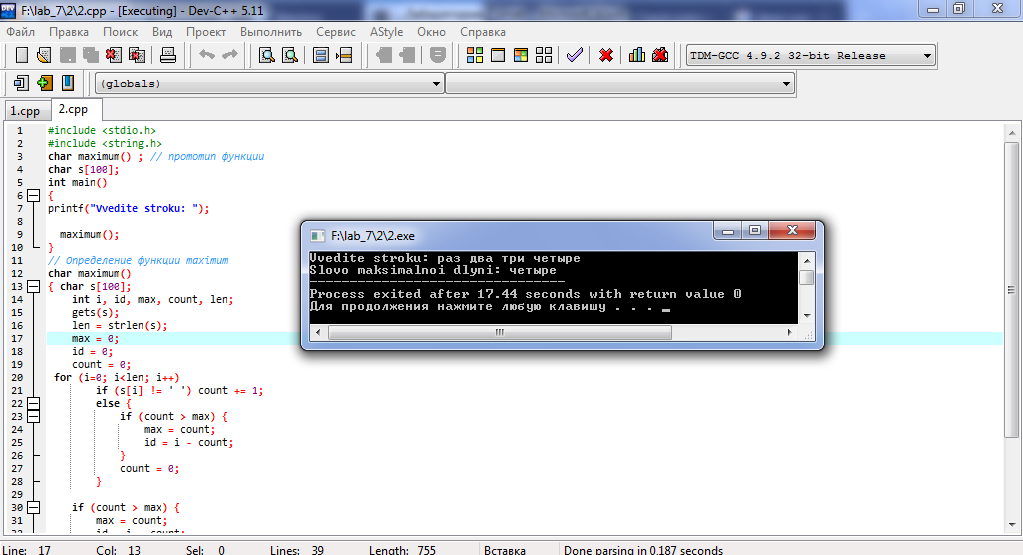 F:\lab_7\2\2.cpp - [Executing] - Dev-C++ 5.11
Файл Правка Поиск Вид Проект Выполнить Сервис AStyle Окно Справка
TDM-GCC 4.9.2 32-bit Release
(globals)
1.cpp 2.cpp
1 #include <stdio.h>
2 #include <string.h>
3 char maximum() ; // прототип функции
4 char s[100];
5 int main()
6 {
7 printf("Vvedite stroku: ");
8
9 maximum();
10 }
11 // Определение функции maximum
12 char maximum()
13 { char s[100];
14 int i, id, max, count, len;
15 gets(s);
16 len = strlen(s);
17 max = 0;
18 id = 0;
19 count = 0;
20 for (i=0; i<len; i++)
21 if (s[i] != ' ') count += 1;
22 else {
23 if (count > max) {
24 max = count;
25 id = i - count;
26 }
27 count = 0;
28 }
29
30 if (count > max) {
31 max = count;
F:\lab_7\2\2.exe
Vvedite stroku: раз два три четыре
Slovo maksimalnoi dlyni: четыре
--------------------------------
Process exited after 17.44 seconds with return value 0
Для продолжения нажмите любую клавишу . . . _
Line: 17 Col: 13 Sel: 0 Lines: 39 Length: 755 Вставка Done parsing in 0.187 seconds